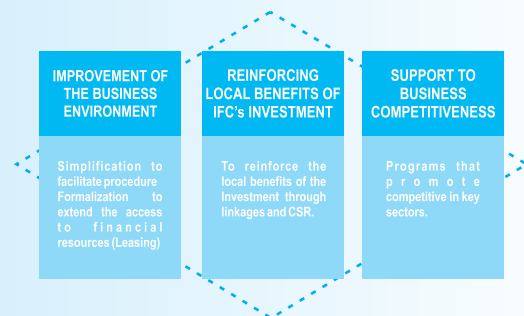 IMPROVEMENT OF
THE BUSINESS
ENVIRONMENT
Simplification to
facilitate procedure
Formalization to
extend the access
to financial
resources (Leasing)
REINFORCING
LOCAL BENEFITS OF
IFC's INVESTMENT
To reinforce the
local benefits of the
Investment through
linkages and CSR.
SUPPORT TO
BUSINESS
COMPETITIVENESS
Programs that
promote
competitive in key
sectors.